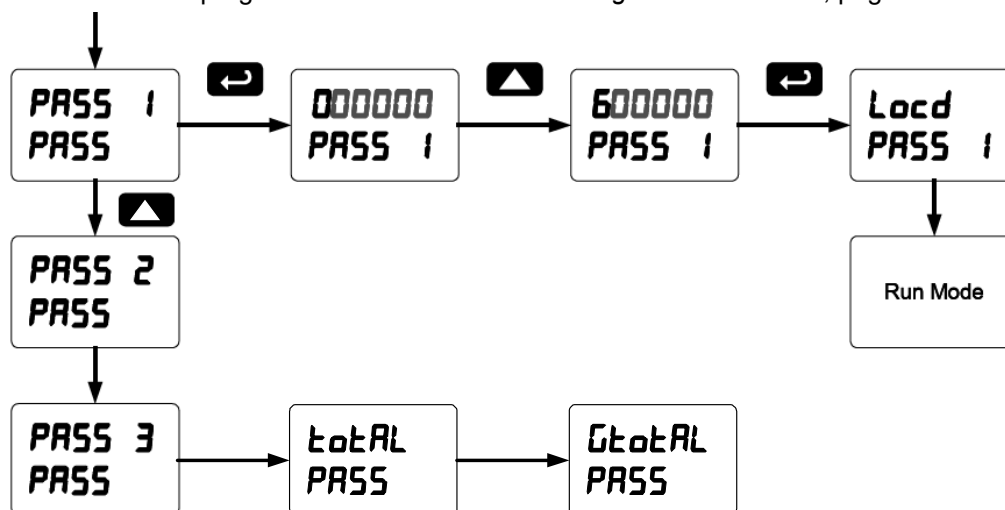 PASS 1
PASS
000000
PASS 1
600000
PASS 1
Locd
PASS 1
PASS 2
PASS
Run Mode
PASS 3
PASS
totAL
PASS
GtotAL
PASS